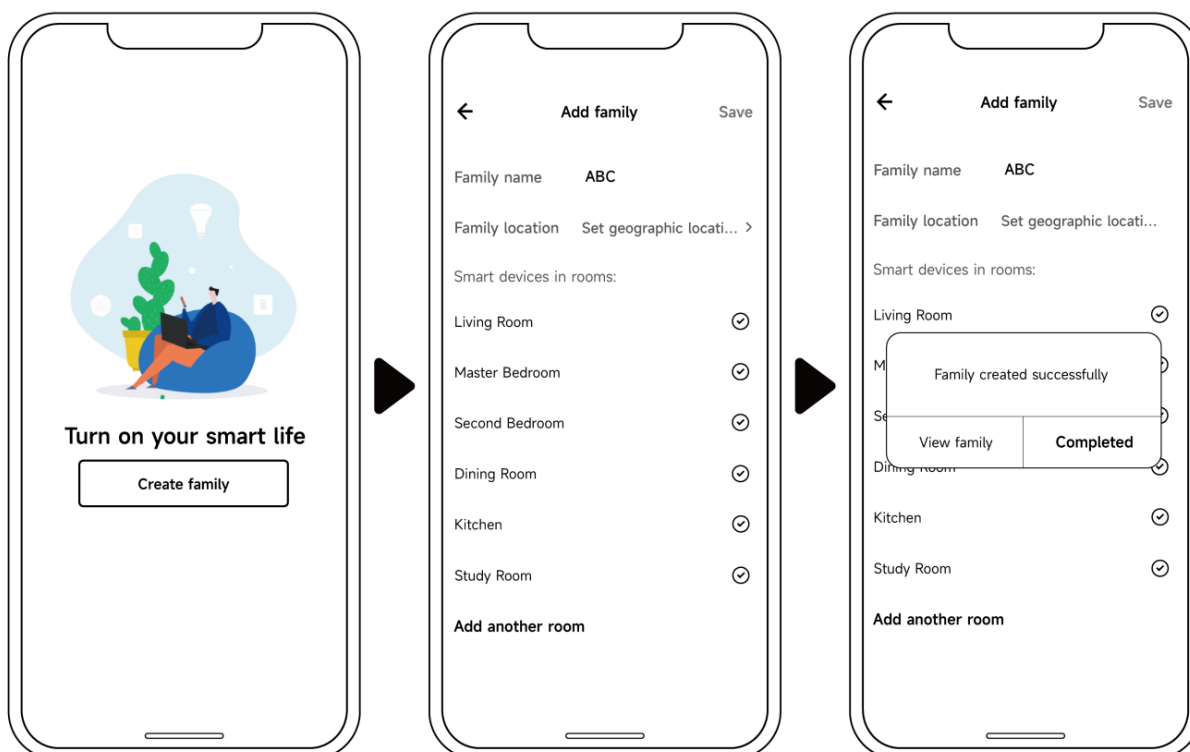 Turn on your smart life
Create family
Add family Save
Family name ABC
Family location Set geographic locati...
Smart devices in rooms:
Living Room
Master Bedroom
Second Bedroom
Dining Room
Kitchen
Study Room
Add another room
Add family Save
Family name ABC
Family location Set geographic locati...
Smart devices in rooms:
Living Room
M
Family created successfully
Se
View family Completed
Dining Room
Kitchen
Study Room
Add another room